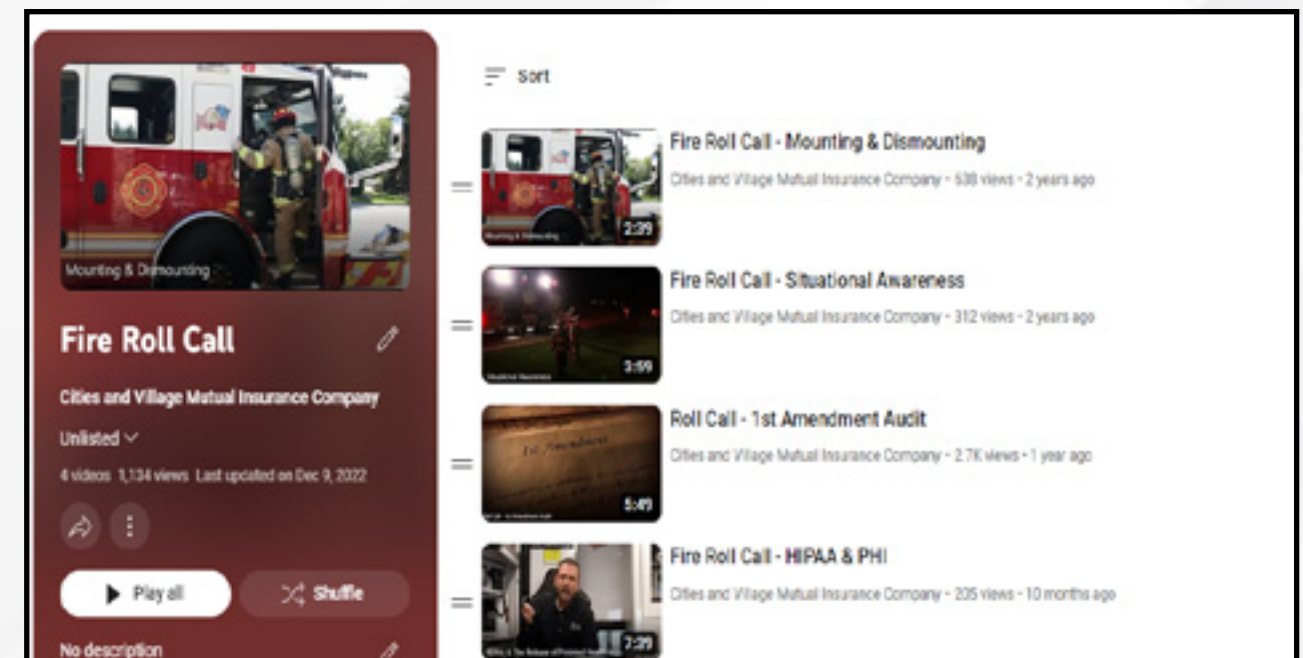 Mounting & Dismounting
Fire Roll Call
Cities and Village Mutual Insurance Company
Unlisted
4 videos 1,134 views Last updated on Dec 9, 2022
Play all
Shuffle
No description
Sort
Fire Roll Call - Mounting & Dismounting
Cities and Village Mutual Insurance Company • views • 2 years ago
2:39
Mounting & Dismounting
Fire Roll Call - Situational Awareness
Cities and Village Mutual Insurance Company • 312 views • 2 years ago
3:59
Situational Awareness
Roll Call - 1st Amendment Audit
Cities and Village Mutual Insurance Company • 2.7K views • 1 year ago
1st Amendment
5:49
Fire Roll Call - HIPAA & PHI
Cities and Village Mutual Insurance Company • 205 views • 10 months ago
7:39